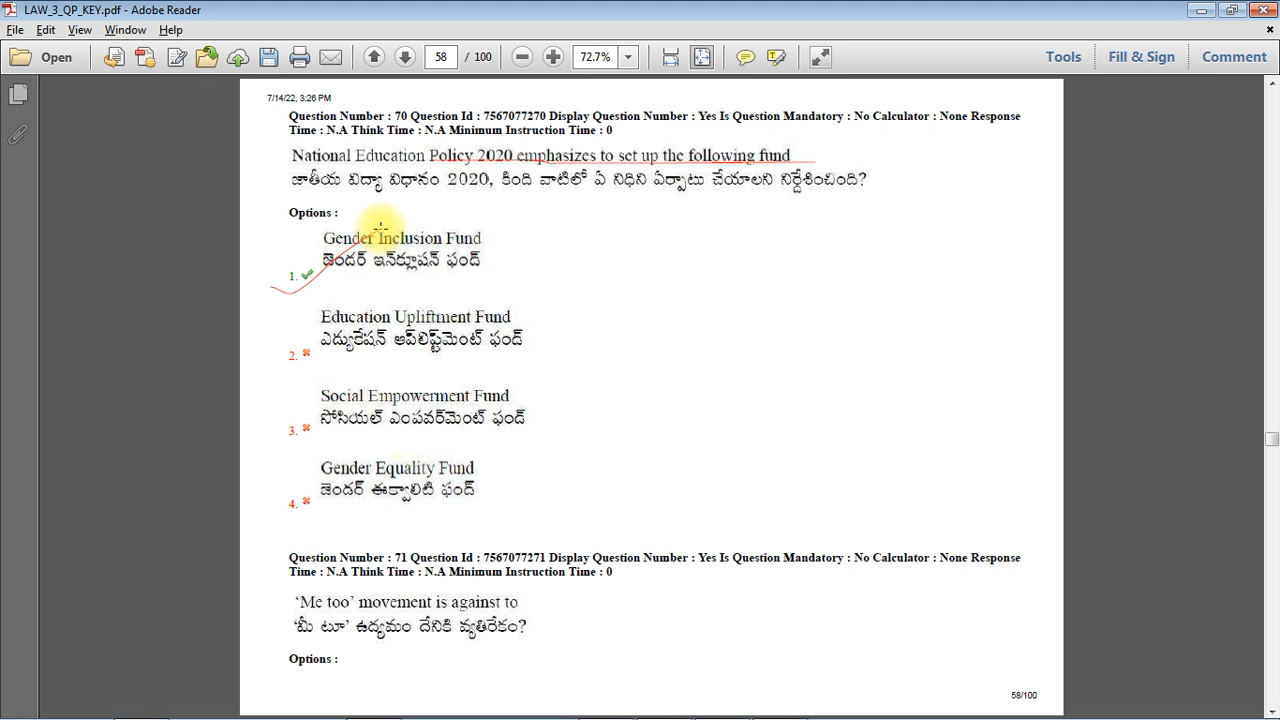 LAW_3_QP_KEY.pdf - Adobe Reader
File Edit View Window Help
Open 58 / 100 72.7% Tools Fill & Sign Comment
7/14/22, 3:26 PM
Question Number : 70 Question Id : 7567077270 Display Question Number : Yes Is Question Mandatory : No Calculator : None Response
Time : N.A Think Time : N.A Minimum Instruction Time : 0
National Education Policy 2020 emphasizes to set up the following fund
జాతీయ విద్యా విధానం 2020, కింది వాటిలో ఏ నిధిని ఏర్పాటు చేయాలని నిర్దేశించింది?
Options :
Gender Inclusion Fund
జెండర్ ఇన్‌క్లూషన్ ఫండ్
1.
Education Upliftment Fund
ఎడ్యుకేషన్ అప్‌లిఫ్ట్‌మెంట్ ఫండ్
2.
Social Empowerment Fund
సోసియల్ ఎంపవర్‌మెంట్ ఫండ్
3.
Gender Equality Fund
జెండర్ ఈక్వాలిటి ఫండ్
4.
Question Number : 71 Question Id : 7567077271 Display Question Number : Yes Is Question Mandatory : No Calculator : None Response
Time : N.A Think Time : N.A Minimum Instruction Time : 0
‘Me too’ movement is against to
‘మీ టూ’ ఉద్యమం దేనికి వ్యతిరేకం?
Options :
58/100